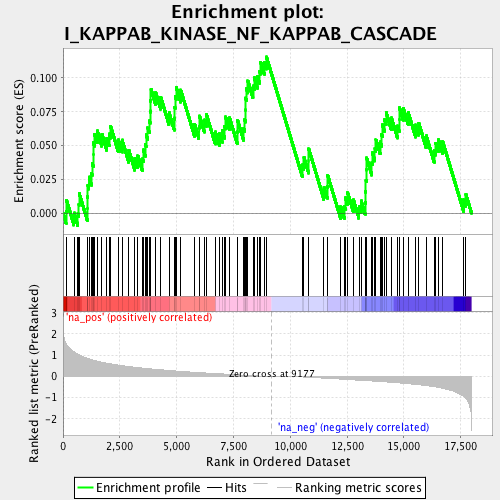 Enrichment plot:
I_KAPPAB_KINASE_NF_KAPPAB_CASCADE
Enrichment score (ES)
0.100
0.075
0.050
0.025
0.000
'na_pos' (positively correlated)
Ranked list metric (PreRanked)
3
2
1
0
-1
-2
Zero cross at 9177
'na_neg' (negatively correlated)
0
2,500
5,000
7,500
10,000
12,500
15,000
17,500
Rank in Ordered Dataset
Enrichment profile
Hits
Ranking metric scores